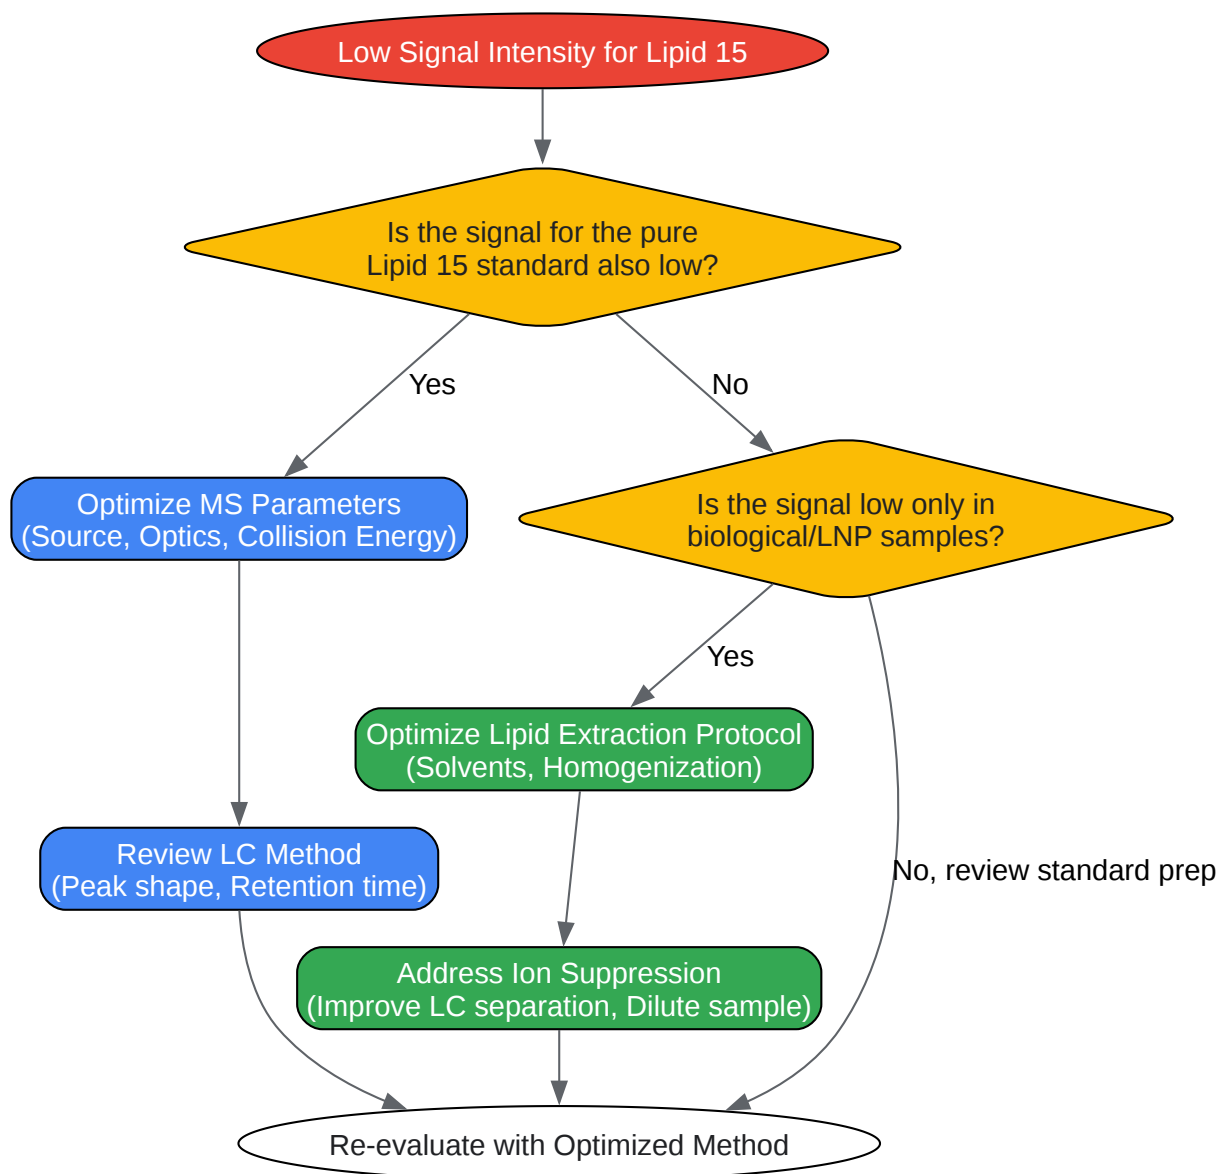 Low Signal Intensity for Lipid 15
Is the signal for the pure
Lipid 15 standard also low?
Yes
No
Optimize MS Parameters
(Source, Optics, Collision Energy)
Is the signal low only in
biological/LNP samples?
Yes
Optimize Lipid Extraction Protocol
(Solvents, Homogenization)
Review LC Method
(Peak shape, Retention time)
No, review standard prep
Address Ion Suppression
(Improve LC separation, Dilute sample)
Re-evaluate with Optimized Method